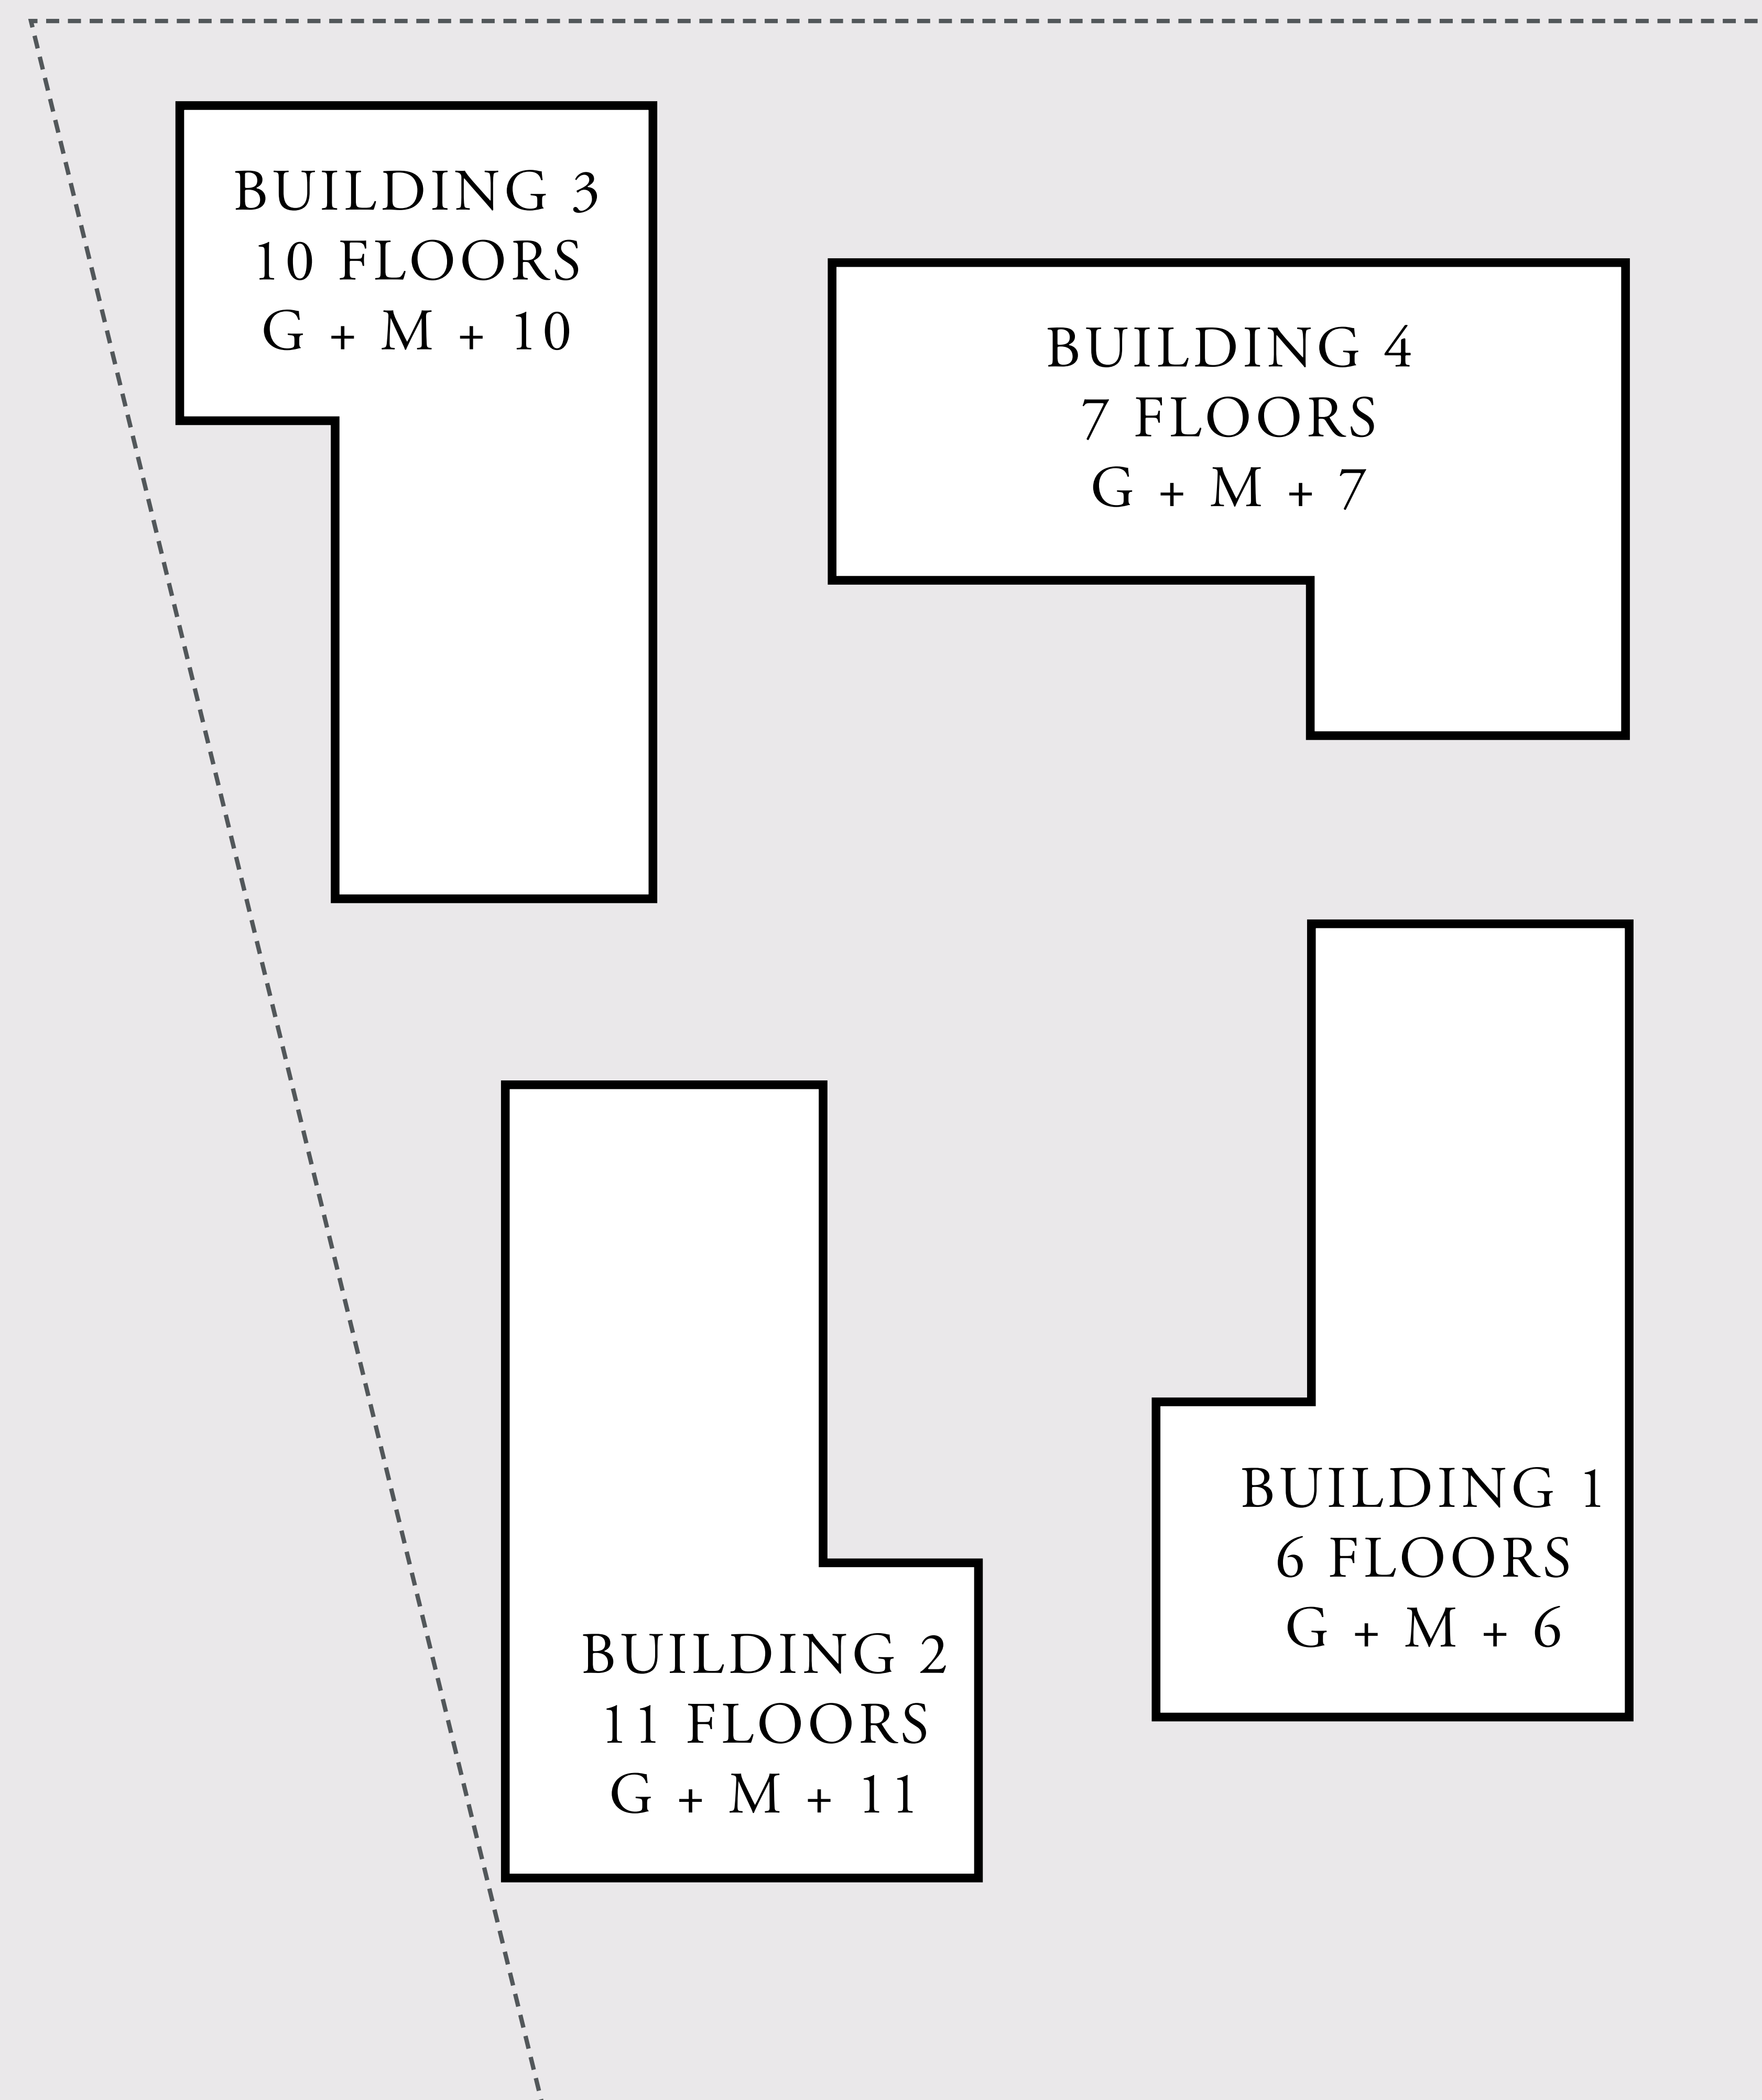 BUILDING 3
10 FLOORS
G + M + 10
BUILDING 4
7 FLOORS
G + M + 7
BUILDING 1
6 FLOORS
G + M + 6
BUILDING 2
11 FLOORS
G + M + 11